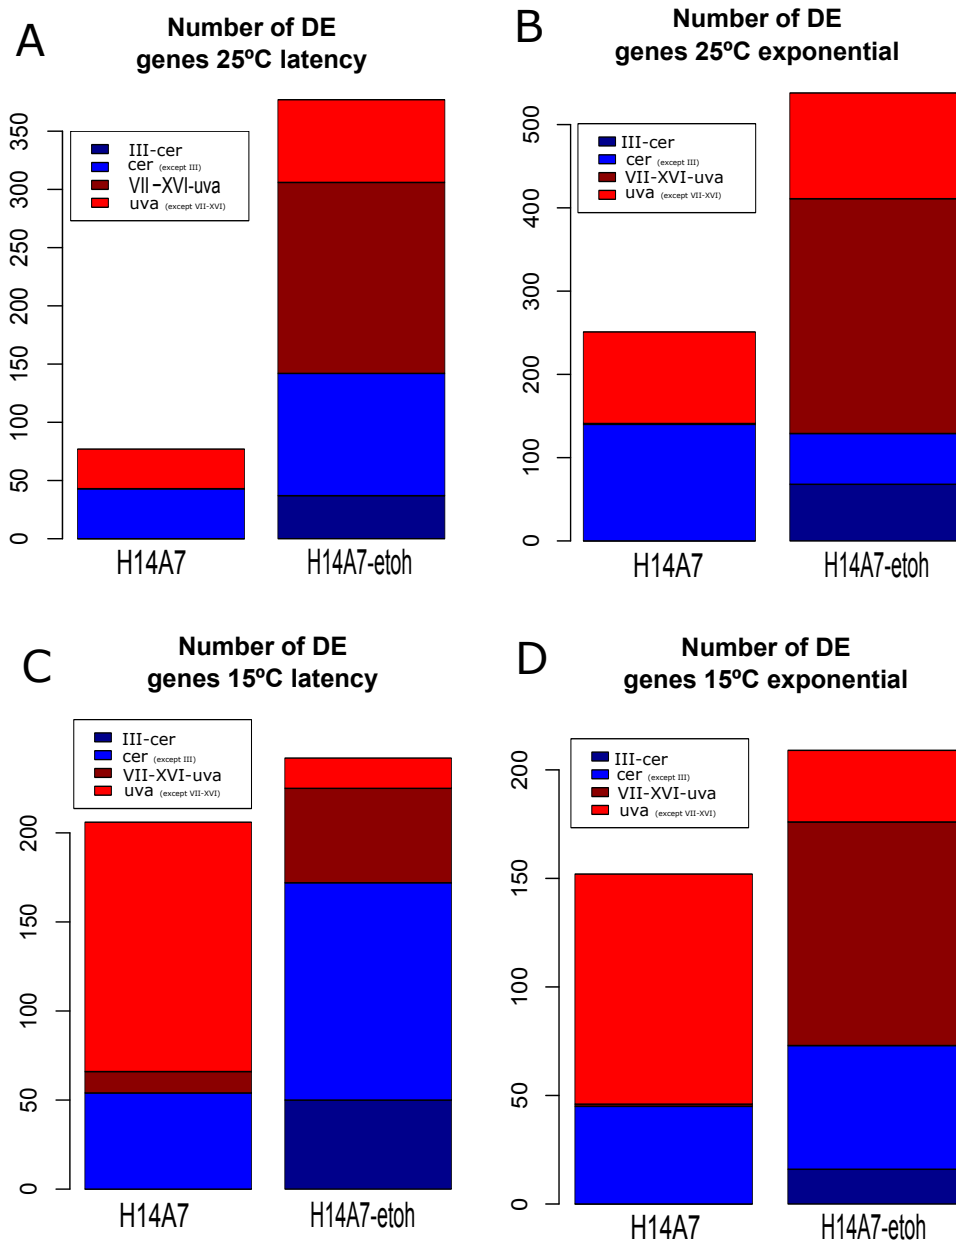 A
Number of DE
genes 25ºC latency
350
300
250
200
150
100
50
0
III-cer
cer (except III)
VII-XVI-uva
uva (except VII-XVI)
H14A7
H14A7-etoh
B
Number of DE
genes 25ºC exponential
500
400
300
200
100
0
III-cer
cer (except III)
VII-XVI-uva
uva (except VII-XVI)
H14A7
H14A7-etoh
C
Number of DE
genes 15ºC latency
200
150
100
50
0
III-cer
cer (except III)
VII-XVI-uva
uva (except VII-XVI)
H14A7
H14A7-etoh
D
Number of DE
genes 15ºC exponential
200
150
100
50
0
III-cer
cer (except III)
VII-XVI-uva
uva (except VII-XVI)
H14A7
H14A7-etoh